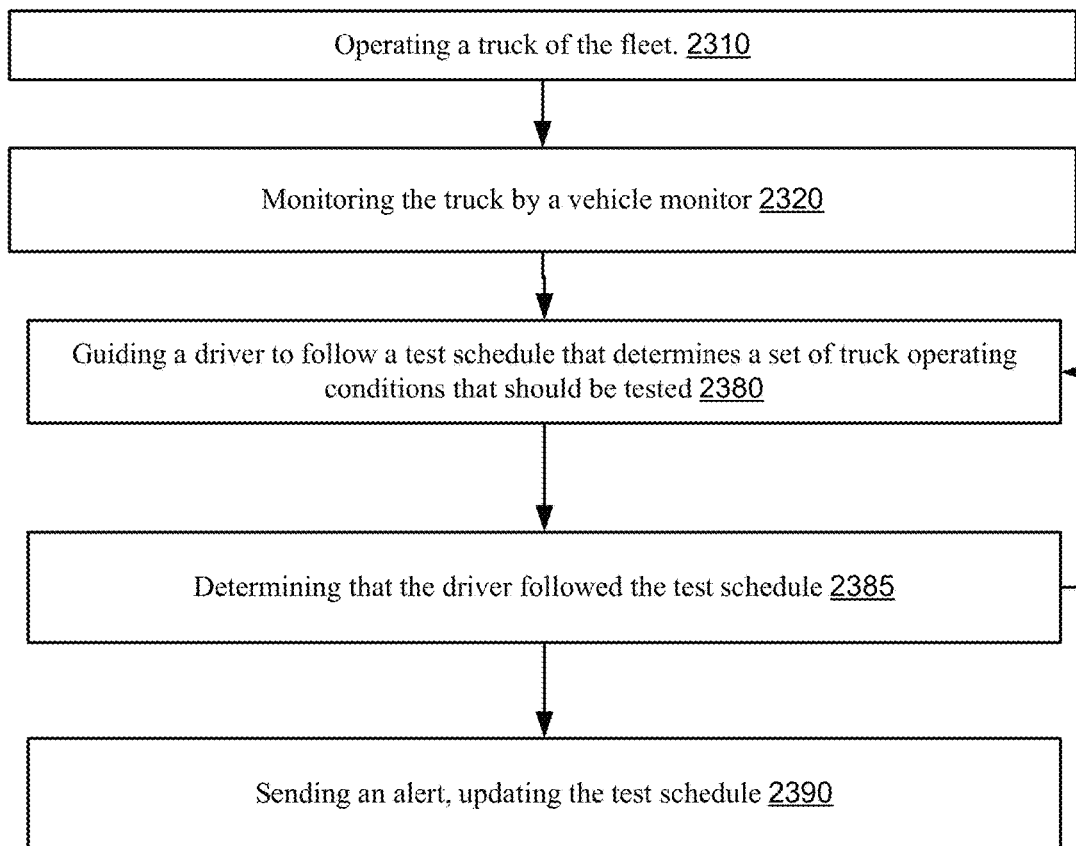 Operating a truck of the fleet. 2310
Monitoring the truck by a vehicle monitor 2320
Guiding a driver to follow a test schedule that determines a set of truck operating
conditions that should be tested 2380
Determining that the driver followed the test schedule 2385
Sending an alert, updating the test schedule 2390